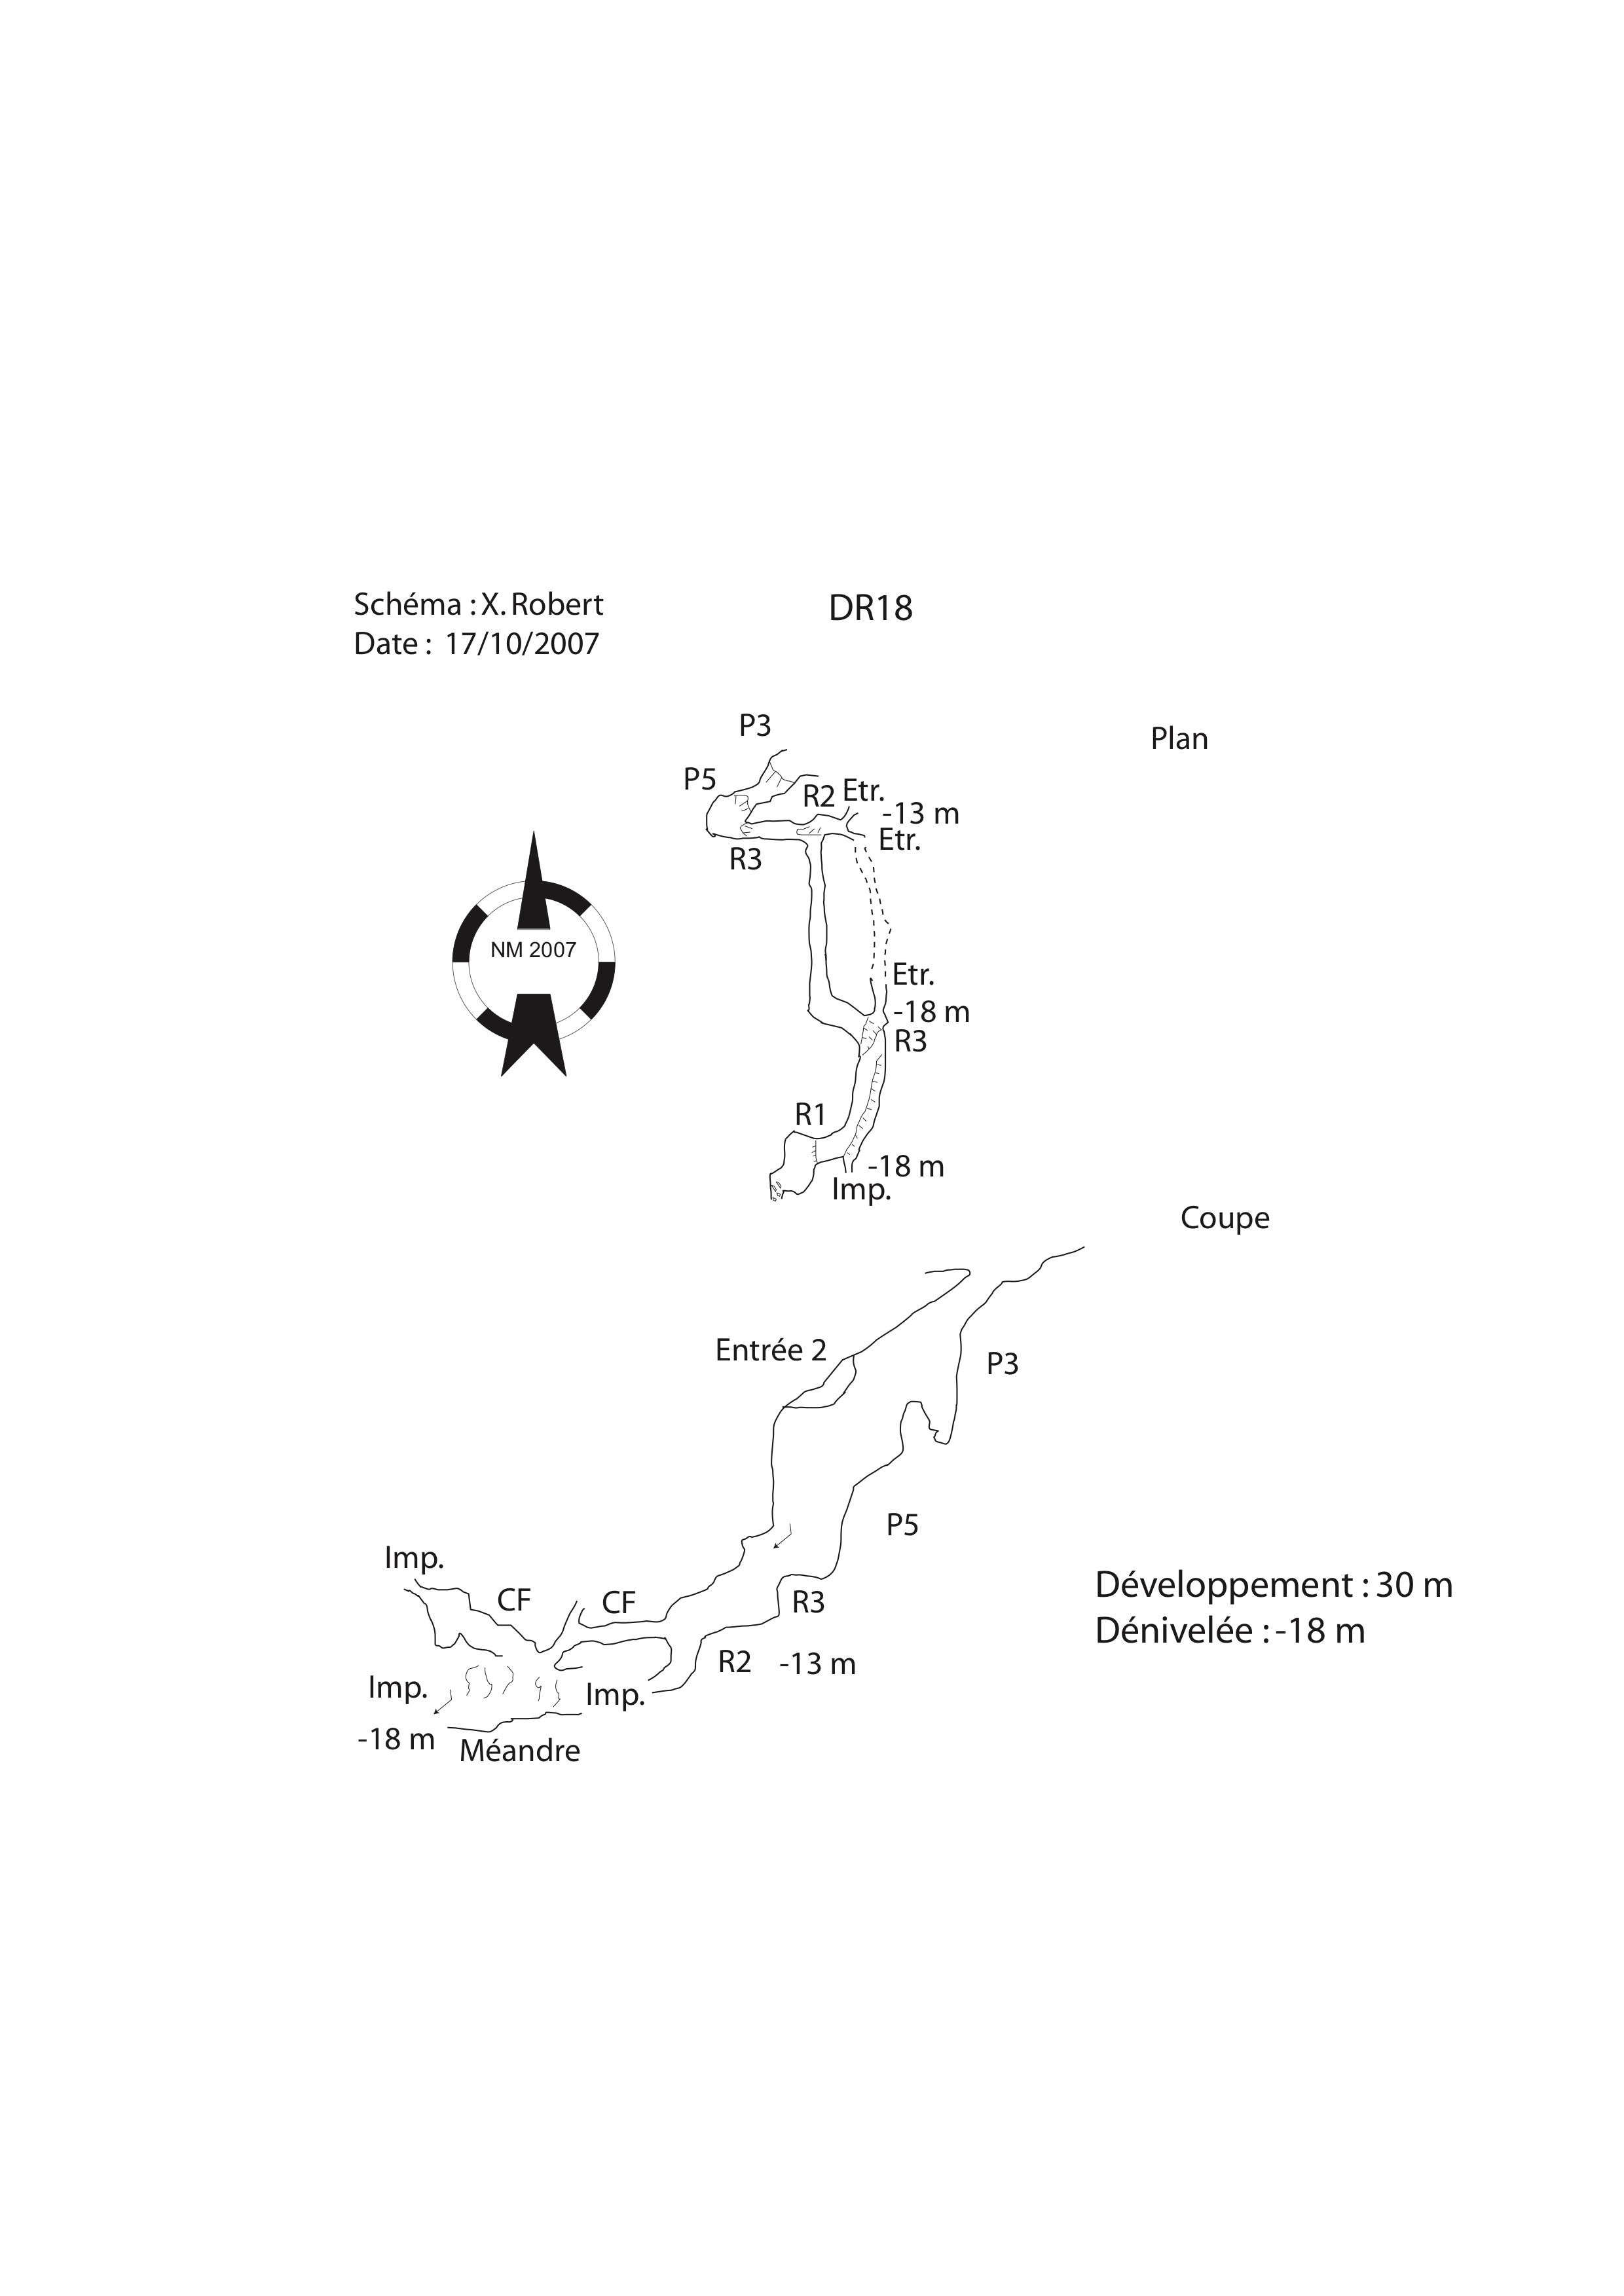 Schéma : X. Robert
DR18
Date : 17/10/2007
P3
Plan
P5
R2
Etr.
-13 m
Etr.
R3
NM 2007
Etr.
-18 m
R3
R1
-18 m
Imp.
Coupe
Entrée 2
P3
P5
Imp.
CF
CF
R3
Développement : 30 m
Dénivelée : -18 m
R2
-13 m
Imp.
Imp.
-18 m
Méandre